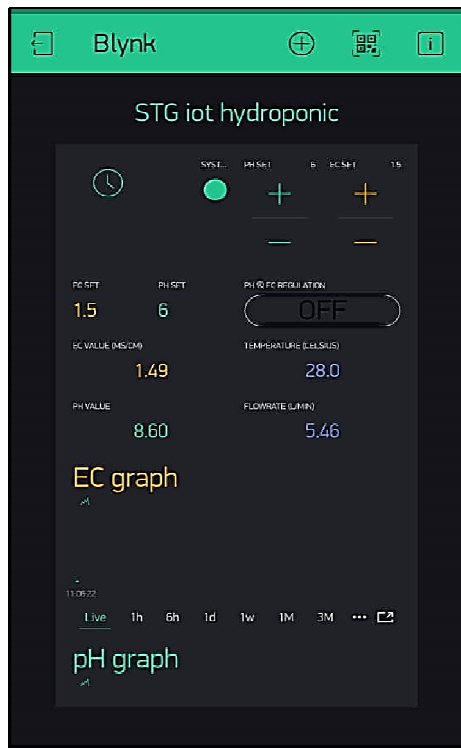 Blynk
STG iot hydroponic
SYST... PH SET 6 EC SET 1.5
EC SET PH SET PH & EC REGULATION
1.5 6 OFF
EC VALUE (MS/CM) TEMPERATURE (CELSIUS)
1.49 28.0
PH VALUE FLOWRATE (L/MIN)
8.60 5.46
EC graph
11:06:22
Live 1h 6h 1d 1w 1M 3M ...
pH graph